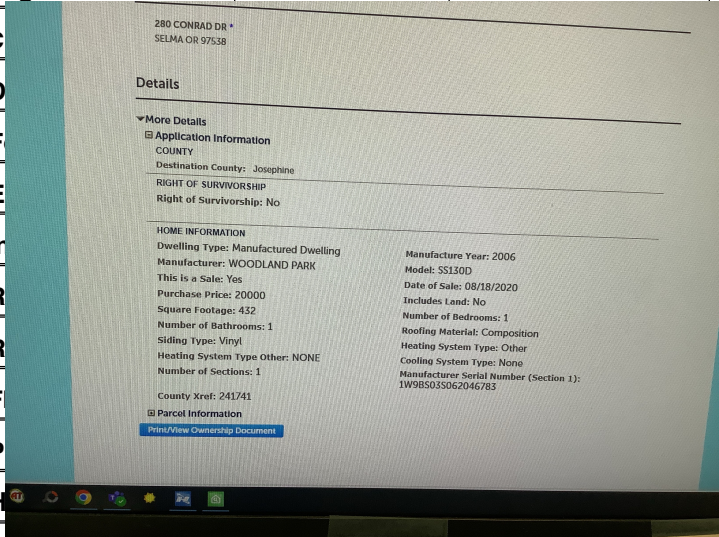 280 CONRAD DR *
SELMA OR 97538
Details
More Details
Application Information
COUNTY
Destination County: Josephine
RIGHT OF SURVIVORSHIP
Right of Survivorship: No
HOME INFORMATION
Dwelling Type: Manufactured Dwelling
Manufacturer: WOODLAND PARK
This is a Sale: Yes
Purchase Price: 20000
Square Footage: 432
Number of Bathrooms: 1
Siding Type: Vinyl
Heating System Type Other: NONE
Number of Sections: 1
County Xref: 241741
Manufacture Year: 2006
Model: SS130D
Date of Sale: 08/18/2020
Includes Land: No
Number of Bedrooms: 1
Roofing Material: Composition
Heating System Type: Other
Cooling System Type: None
Manufacturer Serial Number (Section 1):
1W9BS03S062046783
Parcel Information
Print/View Ownership Document